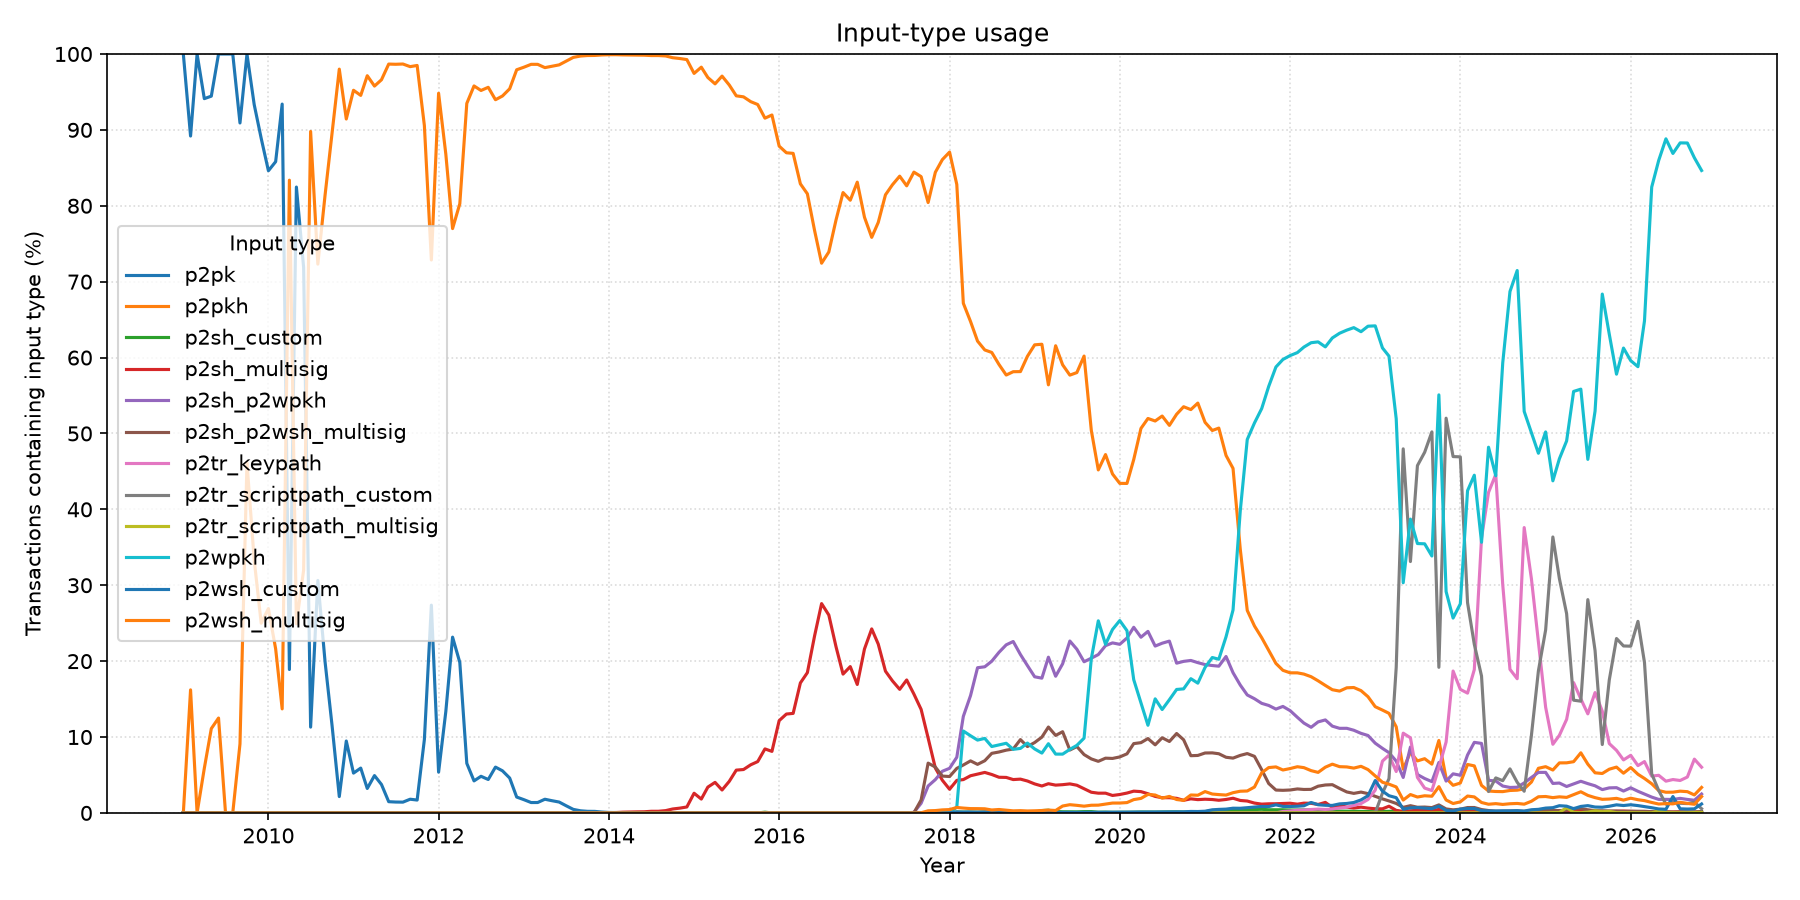 Input-type usage
100
90
80
70
60
50
40
30
20
10
0
Transactions containing input type (%)
Input type
p2pk
p2pkh
p2sh_custom
p2sh_multisig
p2sh_p2wpkh
p2sh_p2wsh_multisig
p2tr_keypath
p2tr_scriptpath_custom
p2tr_scriptpath_multisig
p2wpkh
p2wsh_custom
p2wsh_multisig
2010 2012 2014 2016 2018 2020 2022 2024 2026
Year